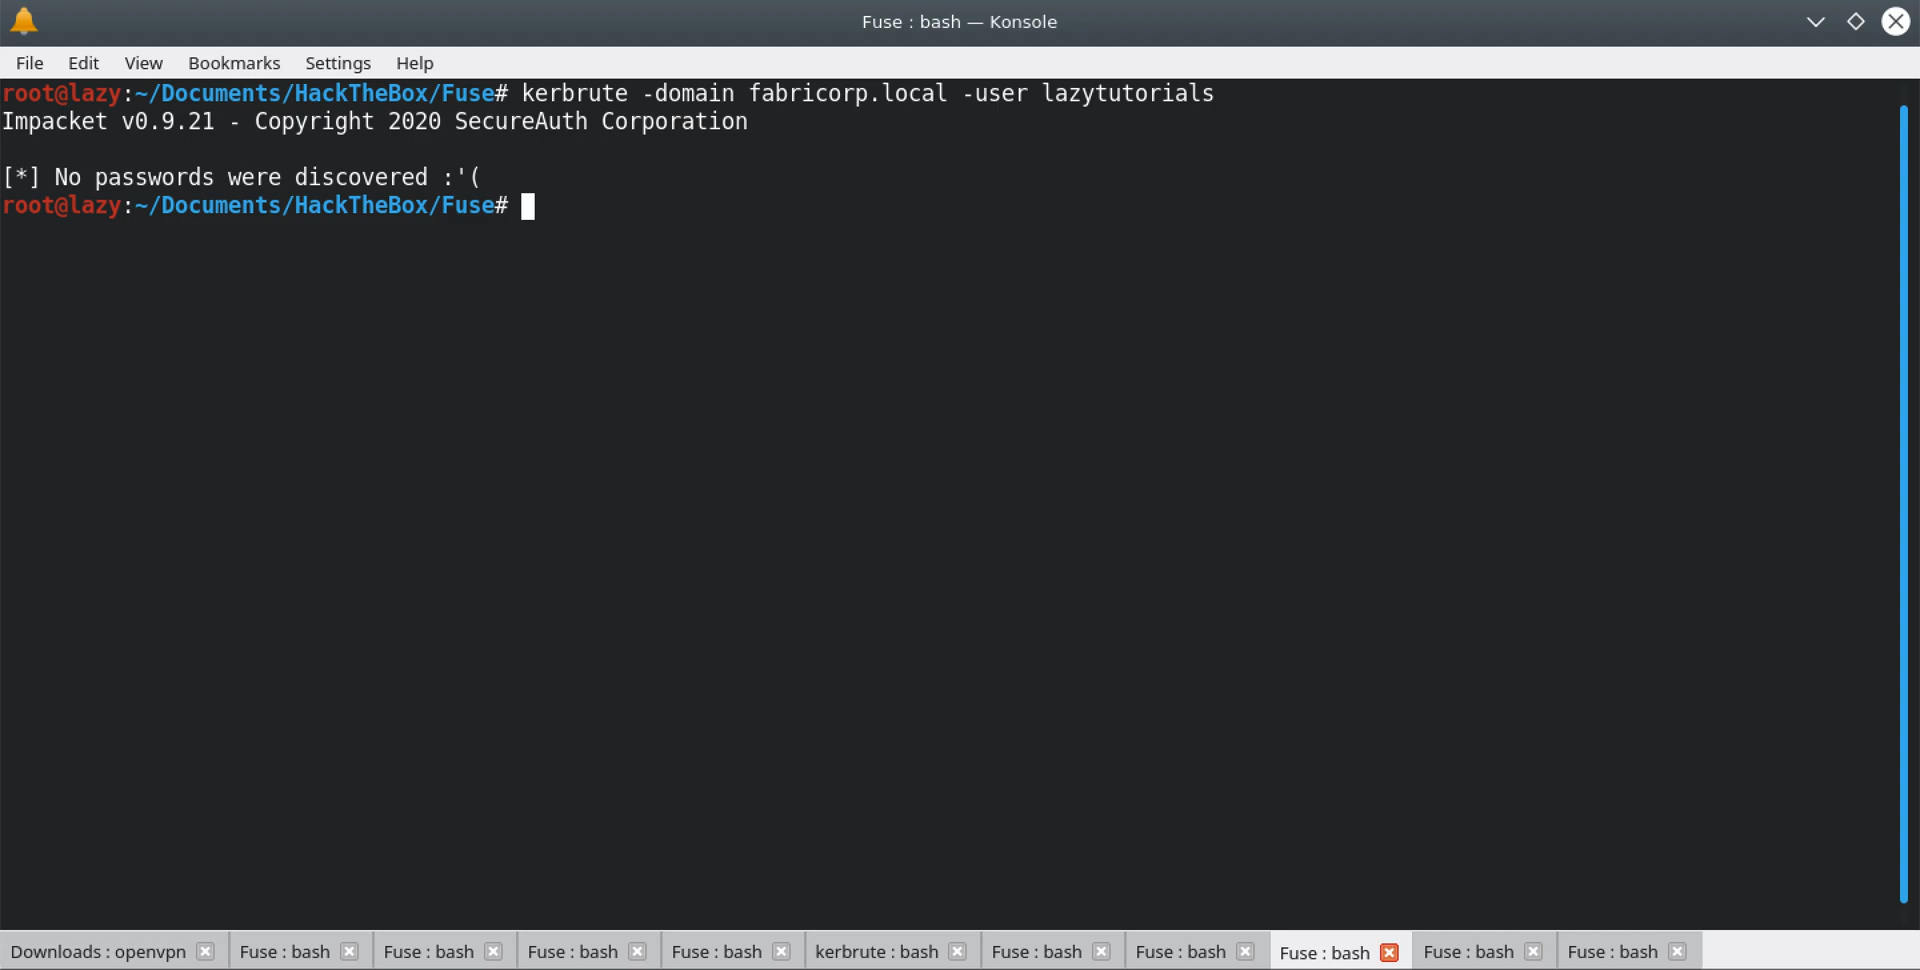 Fuse : bash — Konsole
File Edit View Bookmarks Settings Help
root@lazy:~/Documents/HackTheBox/Fuse# kerbrute -domain fabricorp.local -user lazytutorials
Impacket v0.9.21 - Copyright 2020 SecureAuth Corporation
[*] No passwords were discovered :'(
root@lazy:~/Documents/HackTheBox/Fuse#
Downloads : openvpn Fuse : bash Fuse : bash Fuse : bash Fuse : bash kerbrute : bash Fuse : bash Fuse : bash Fuse : bash Fuse : bash Fuse : bash